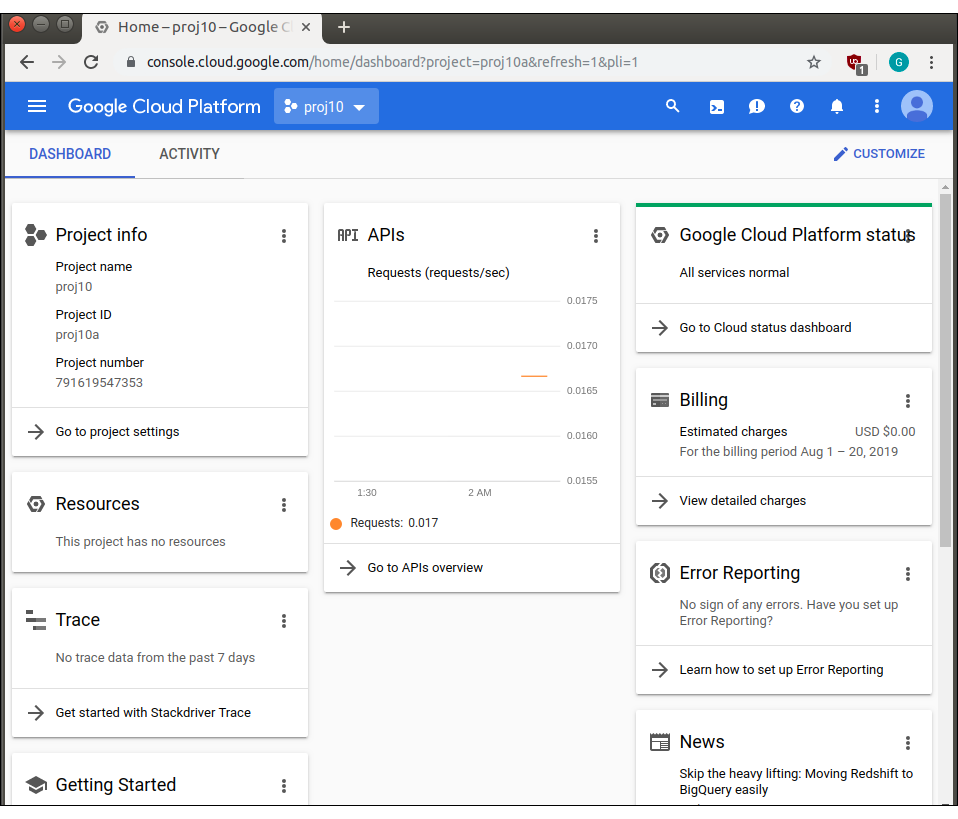 Home – proj10 – Google C
console.cloud.google.com/home/dashboard?project=proj10a&refresh=1&pli=1
1
G
Google Cloud Platform
proj10
DASHBOARD
ACTIVITY
CUSTOMIZE
Project info
Project name
proj10
Project ID
proj10a
Project number
791619547353
Go to project settings
Resources
This project has no resources
Trace
No trace data from the past 7 days
Get started with Stackdriver Trace
Getting Started
API APIs
Requests (requests/sec)
0.0175
0.0170
0.0165
0.0160
0.0155
1:30 2 AM
Requests: 0.017
Go to APIs overview
Google Cloud Platform status
All services normal
Go to Cloud status dashboard
Billing
Estimated charges USD $0.00
For the billing period Aug 1 – 20, 2019
View detailed charges
Error Reporting
No sign of any errors. Have you set up
Error Reporting?
Learn how to set up Error Reporting
News
Skip the heavy lifting: Moving Redshift to
BigQuery easily